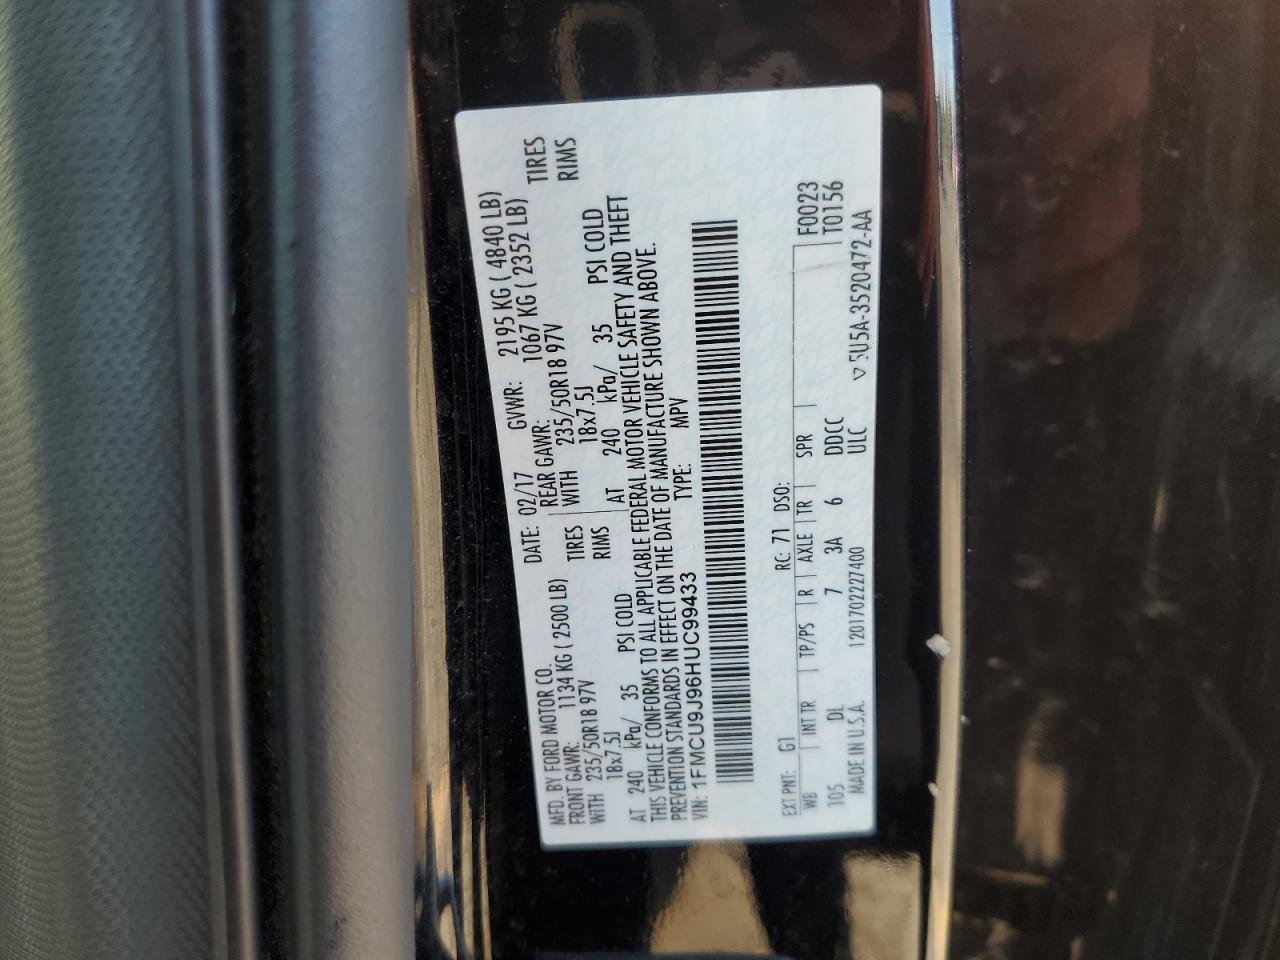 MFD. BY FORD MOTOR CO. DATE: 02/17 GVWR: 2195 KG ( 4840 LB)
FRONT GAWR: 1134 KG ( 2500 LB) REAR GAWR: 1067 KG ( 2352 LB)
WITH 235/50R18 97V TIRES WITH 235/50R18 97V TIRES
18x7.5J RIMS 18x7.5J RIMS
AT 240 kPa/ 35 PSI COLD AT 240 kPa/ 35 PSI COLD
THIS VEHICLE CONFORMS TO ALL APPLICABLE FEDERAL MOTOR VEHICLE SAFETY AND THEFT
PREVENTION STANDARDS IN EFFECT ON THE DATE OF MANUFACTURE SHOWN ABOVE.
VIN: 1FMCU9J96HUC99433 TYPE: MPV
EXT PNT: G1 RC: 71 DSO: F0023
WB INT TR TP/PS R AXLE TR SPR T0156
105 DL 7 3A 6 DDCC
MADE IN U.S.A. 1201702227400 ULC
▽ 5U5A-3520472-AA